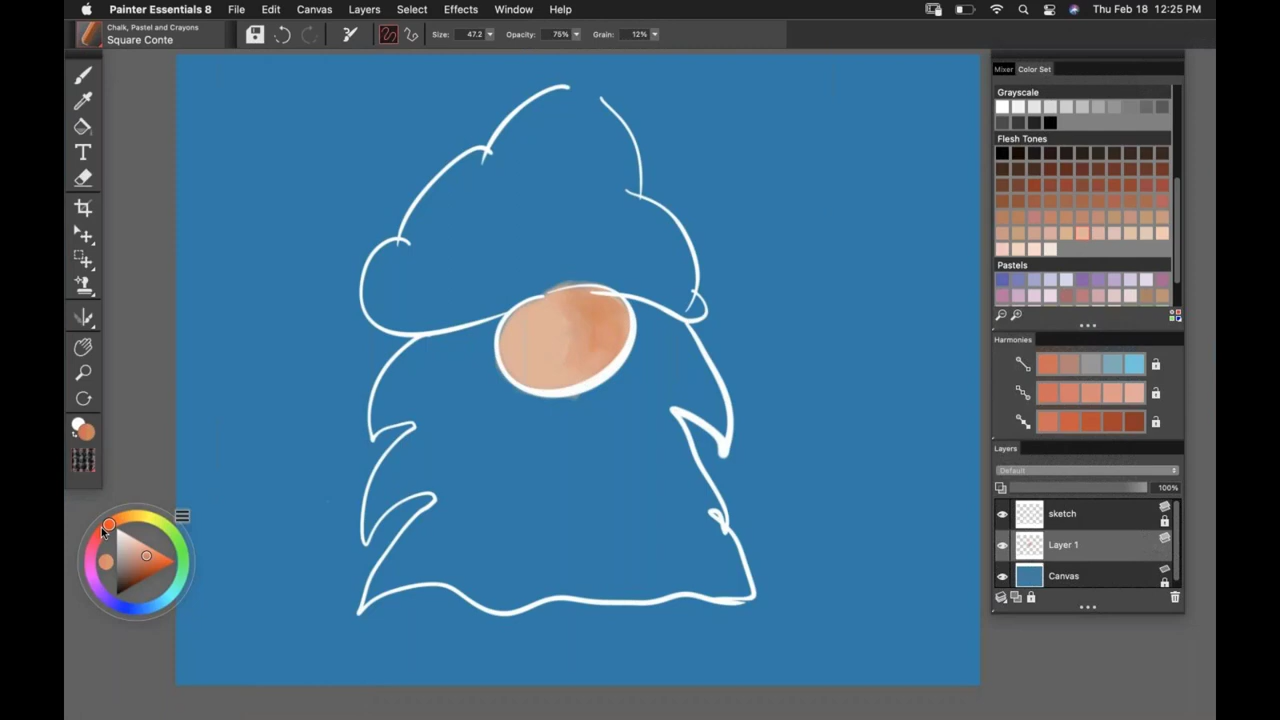 Painter Essentials 8 File Edit Canvas Layers Select Effects Window Help Thu Feb 18 12:25 PM
Chalk, Pastel and Crayons
Square Conte
Size: 47.2 Opacity: 75% Grain: 12%
Mixer Color Set
Grayscale
Flesh Tones
Pastels
Harmonies
Layers
Default
100%
sketch
Layer 1
Canvas